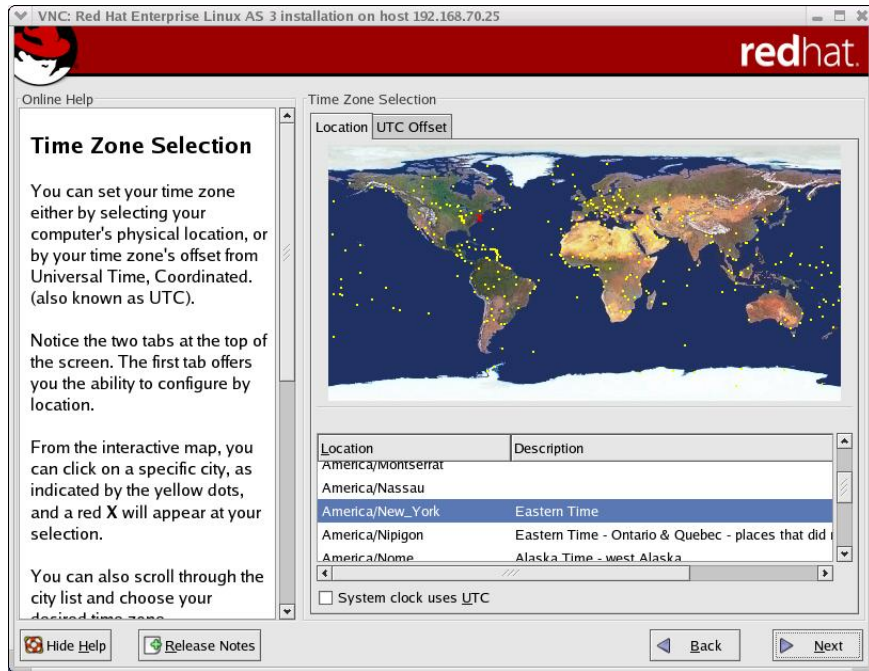 VNC: Red Hat Enterprise Linux AS 3 installation on host 192.168.70.25
redhat.
Online Help
Time Zone Selection
You can set your time zone
either by selecting your
computer's physical location, or
by your time zone's offset from
Universal Time, Coordinated.
(also known as UTC).
Notice the two tabs at the top of
the screen. The first tab offers
you the ability to configure by
location.
From the interactive map, you
can click on a specific city, as
indicated by the yellow dots,
and a red X will appear at your
selection.
You can also scroll through the
city list and choose your
desired time zone.
Hide Help
Release Notes
Time Zone Selection
Location UTC Offset
Location Description
America/Montserrat
America/Nassau
America/New_York Eastern Time
America/Nipigon Eastern Time - Ontario & Quebec - places that did
America/Nome Alaska Time - west Alaska
System clock uses UTC
Back
Next